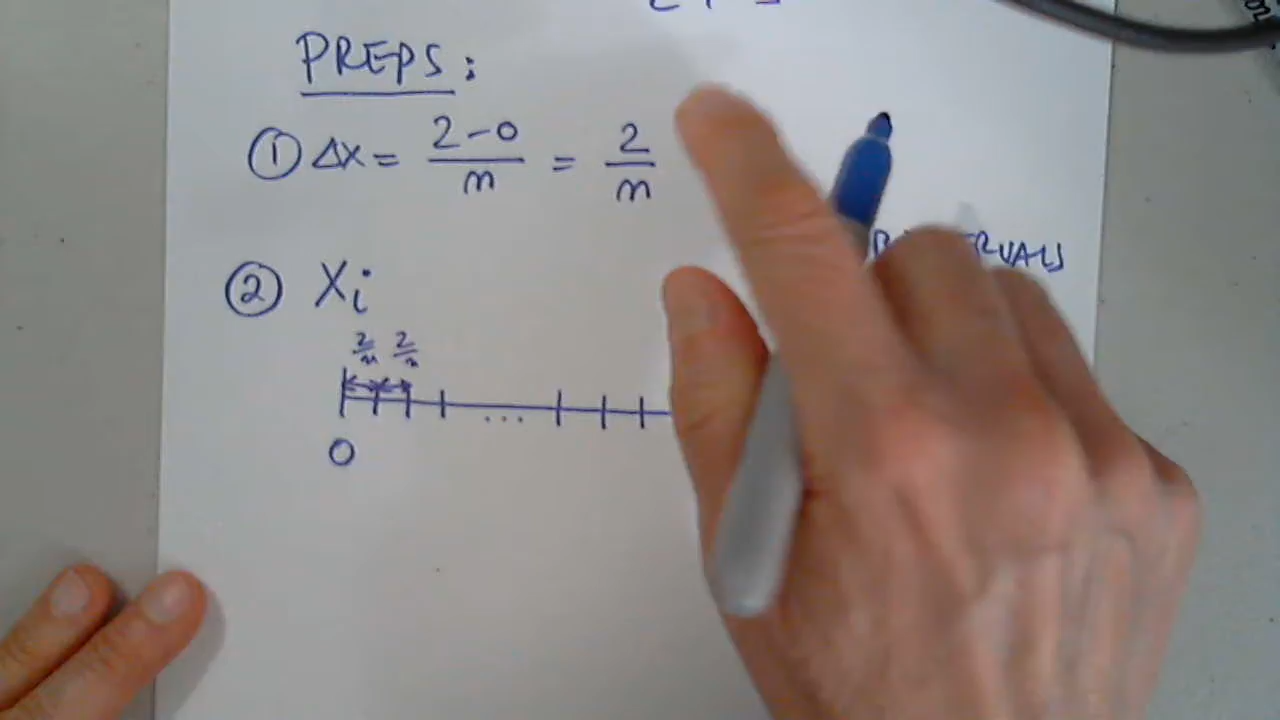 PREPS:
① Δx = 2-0/n = 2/n
② Xi
2/n 2/n
...
0